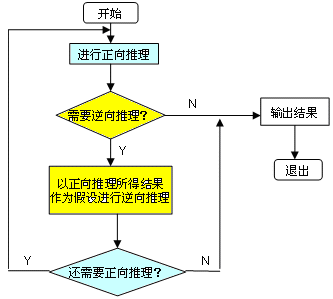 开始
进行正向推理
需要逆向推理？
N
输出结果
Y
退出
以正向推理所得结果
作为假设进行逆向推理
Y
还需要正向推理？
N